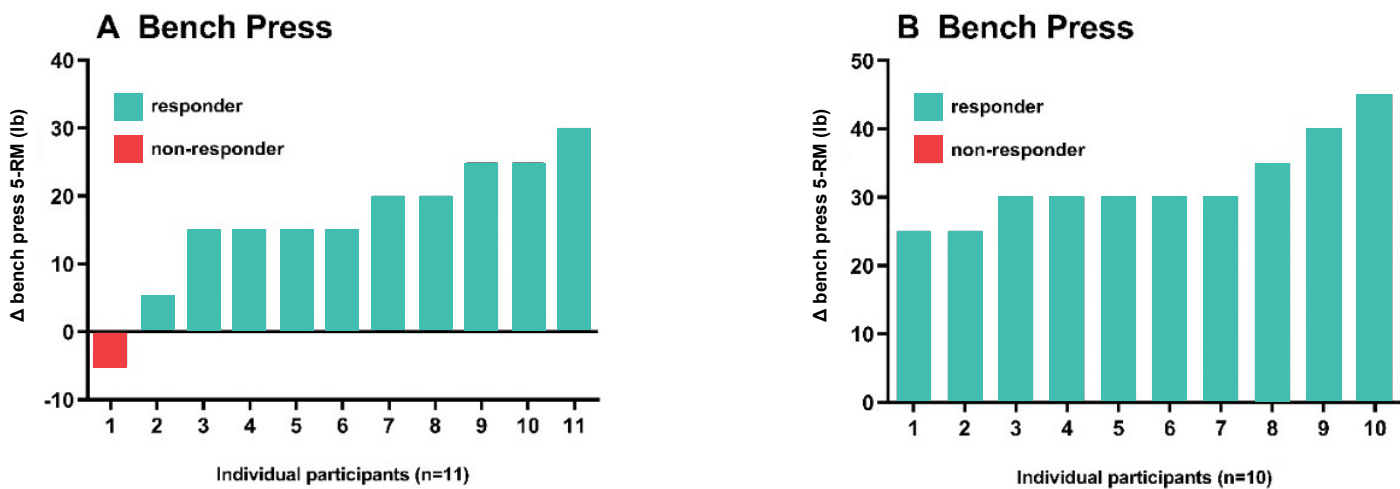 A Bench Press
Δ bench press 5-RM (lb)
40
30
20
10
0
-10
responder
non-responder
1 2 3 4 5 6 7 8 9 10 11
Individual participants (n=11)
B Bench Press
Δ bench press 5-RM (lb)
50
40
30
20
10
0
responder
non-responder
1 2 3 4 5 6 7 8 9 10
Individual participants (n=10)